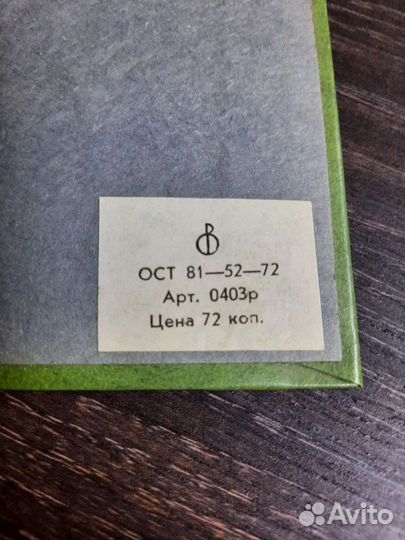 ОСТ 81—52—72
Арт. 0403р
Цена 72 коп.
Avito